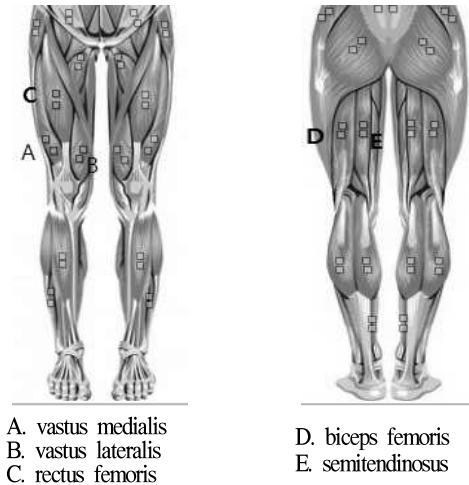 C
A
B
D
E
A. vastus medialis
B. vastus lateralis
C. rectus femoris
D. biceps femoris
E. semitendinosus